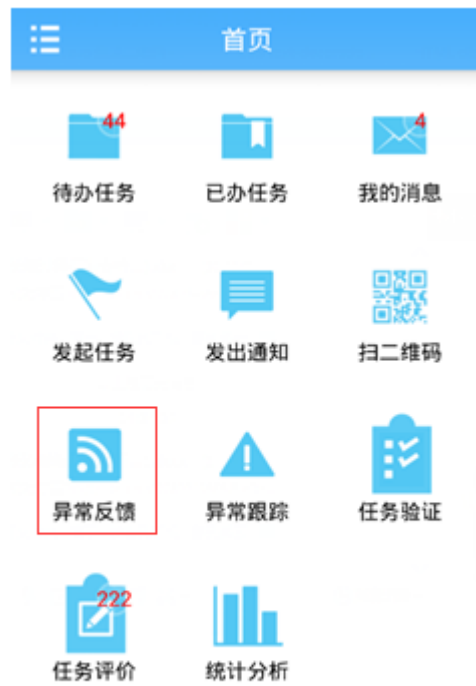 首页
44
4
待办任务 已办任务 我的消息
发起任务 发出通知 扫二维码
异常反馈 异常跟踪 任务验证
222
任务评价 统计分析